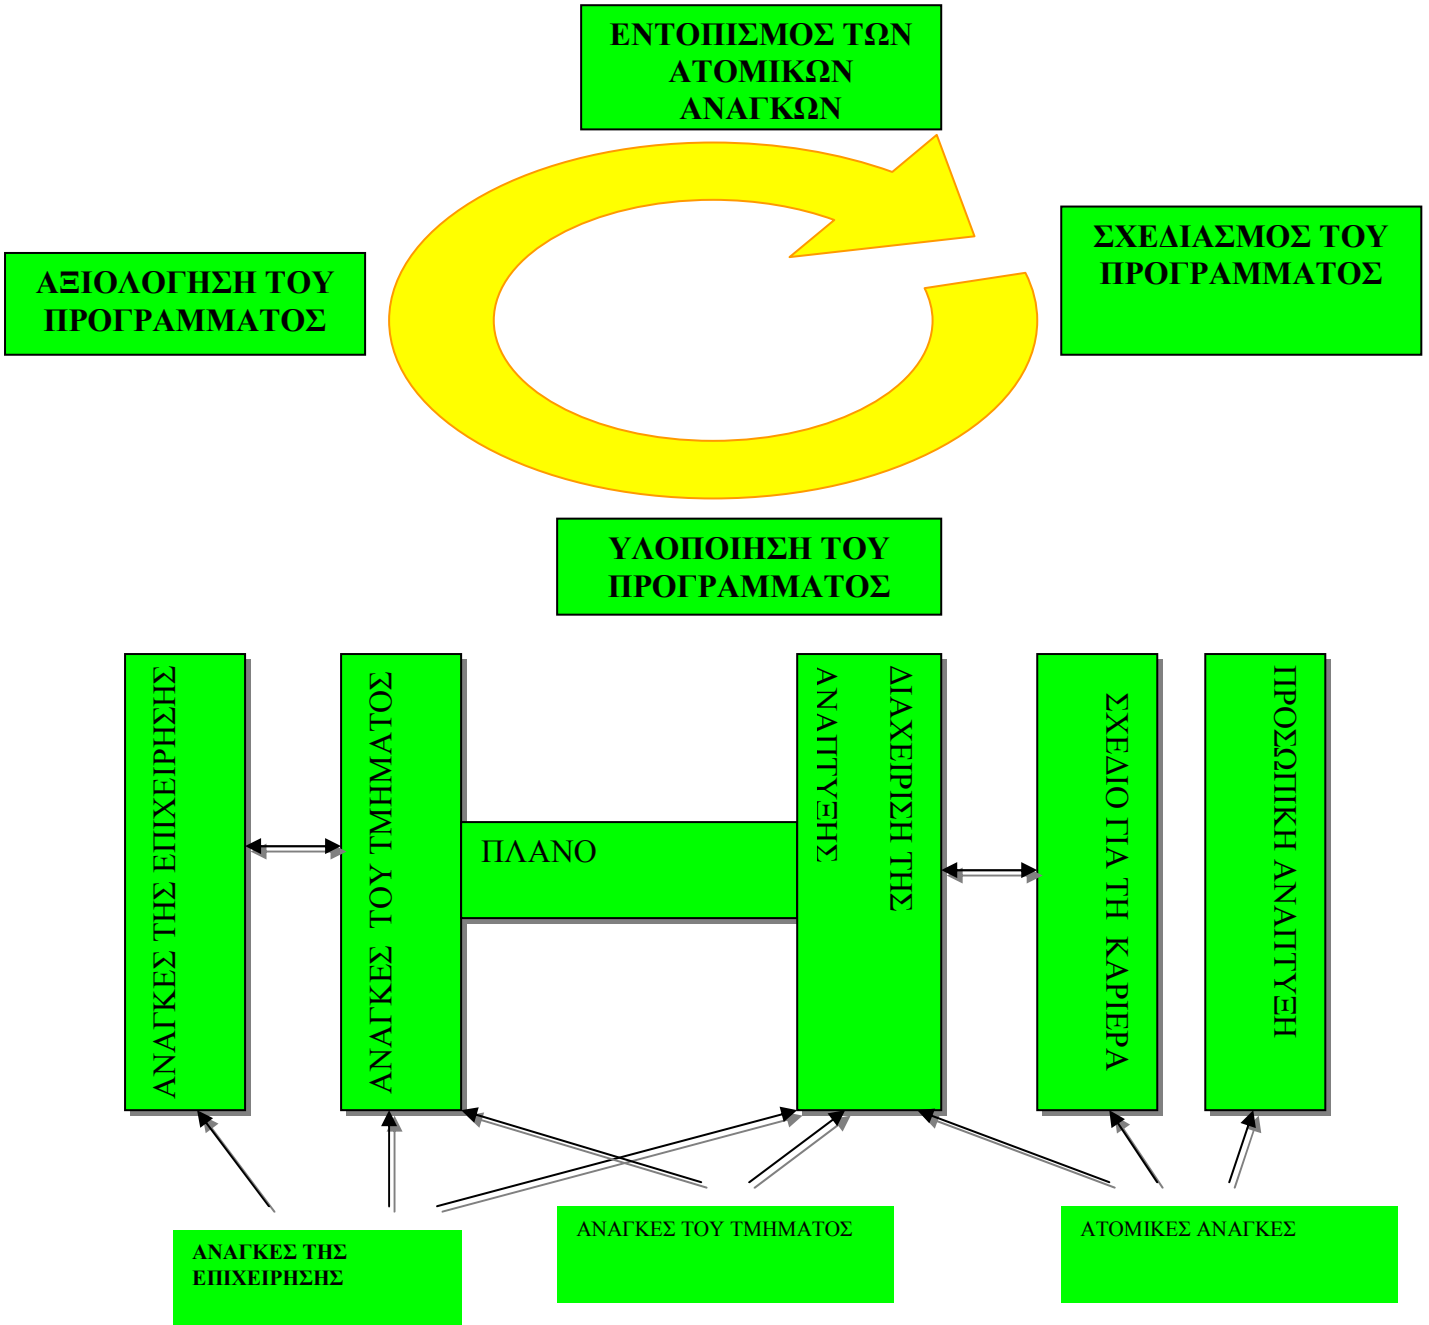 ΕΝΤΟΠΙΣΜΟΣ ΤΩΝ
ΑΤΟΜΙΚΩΝ
ΑΝΑΓΚΩΝ
ΣΧΕΔΙΑΣΜΟΣ ΤΟΥ
ΠΡΟΓΡΑΜΜΑΤΟΣ
ΑΞΙΟΛΟΓΗΣΗ ΤΟΥ
ΠΡΟΓΡΑΜΜΑΤΟΣ
ΥΛΟΠΟΙΗΣΗ ΤΟΥ
ΠΡΟΓΡΑΜΜΑΤΟΣ
ΑΝΑΓΚΕΣ ΤΗΣ ΕΠΙΧΕΙΡΗΣΗΣ
ΑΝΑΓΚΕΣ ΤΟΥ ΤΜΗΜΑΤΟΣ
ΠΛΑΝΟ
ΔΙΑΧΕΙΡΙΣΗ ΤΗΣ
ΑΝΑΠΤΥΞΗΣ
ΣΧΕΔΙΟ ΓΙΑ ΤΗ ΚΑΡΙΕΡΑ
ΠΡΟΣΩΠΙΚΗ ΑΝΑΠΤΥΞΗ
ΑΝΑΓΚΕΣ ΤΗΣ
ΕΠΙΧΕΙΡΗΣΗΣ
ΑΝΑΓΚΕΣ ΤΟΥ ΤΜΗΜΑΤΟΣ
ΑΤΟΜΙΚΕΣ ΑΝΑΓΚΕΣ